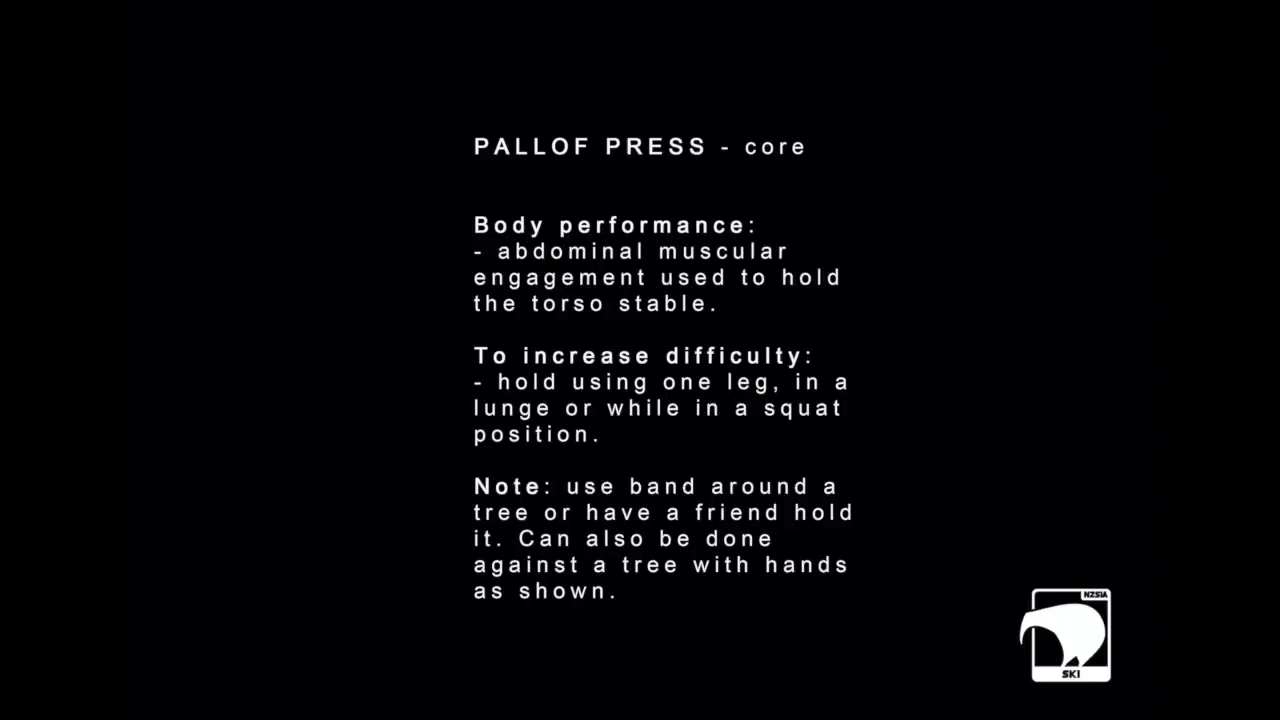 PALLOF PRESS - core
Body performance:
- abdominal muscular
engagement used to hold
the torso stable.
To increase difficulty:
- hold using one leg, in a
lunge or while in a squat
position.
Note: use band around a
tree or have a friend hold
it. Can also be done
against a tree with hands
as shown.
NZSIA
SKI